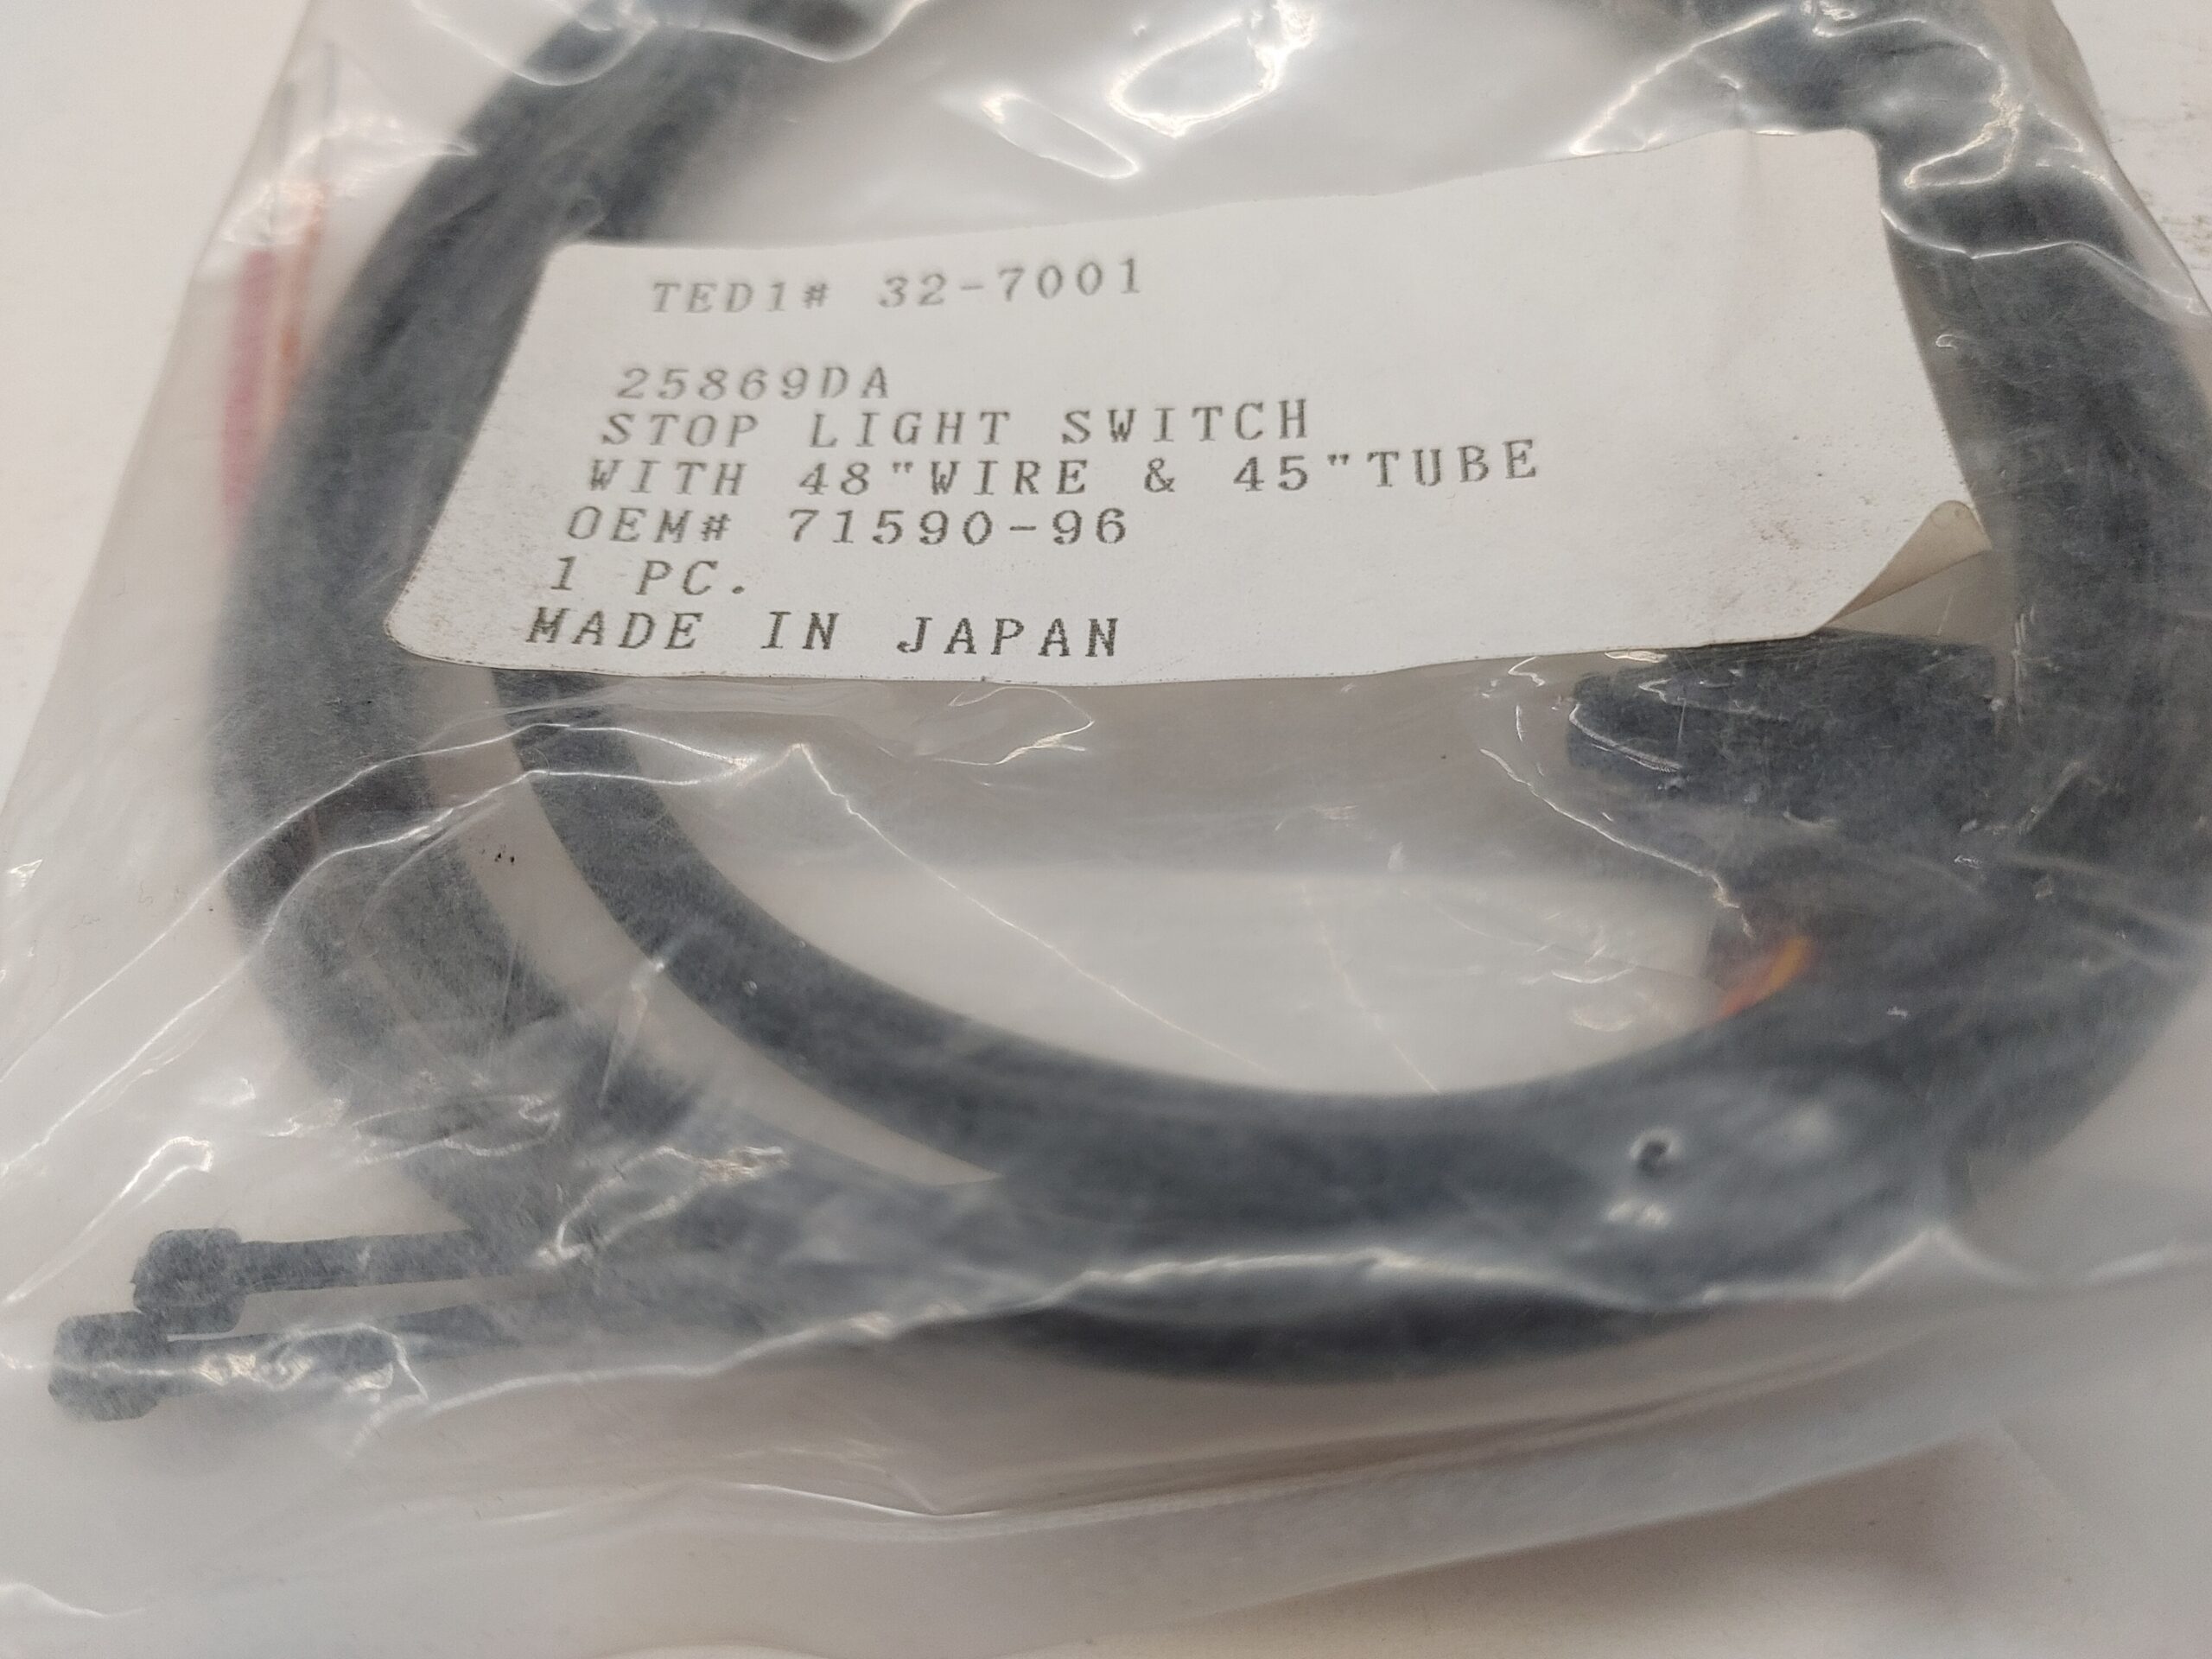 TED1# 32-7001
25869DA
STOP LIGHT SWITCH
WITH 48"WIRE & 45"TUBE
OEM# 71590-96
1 PC.
MADE IN JAPAN